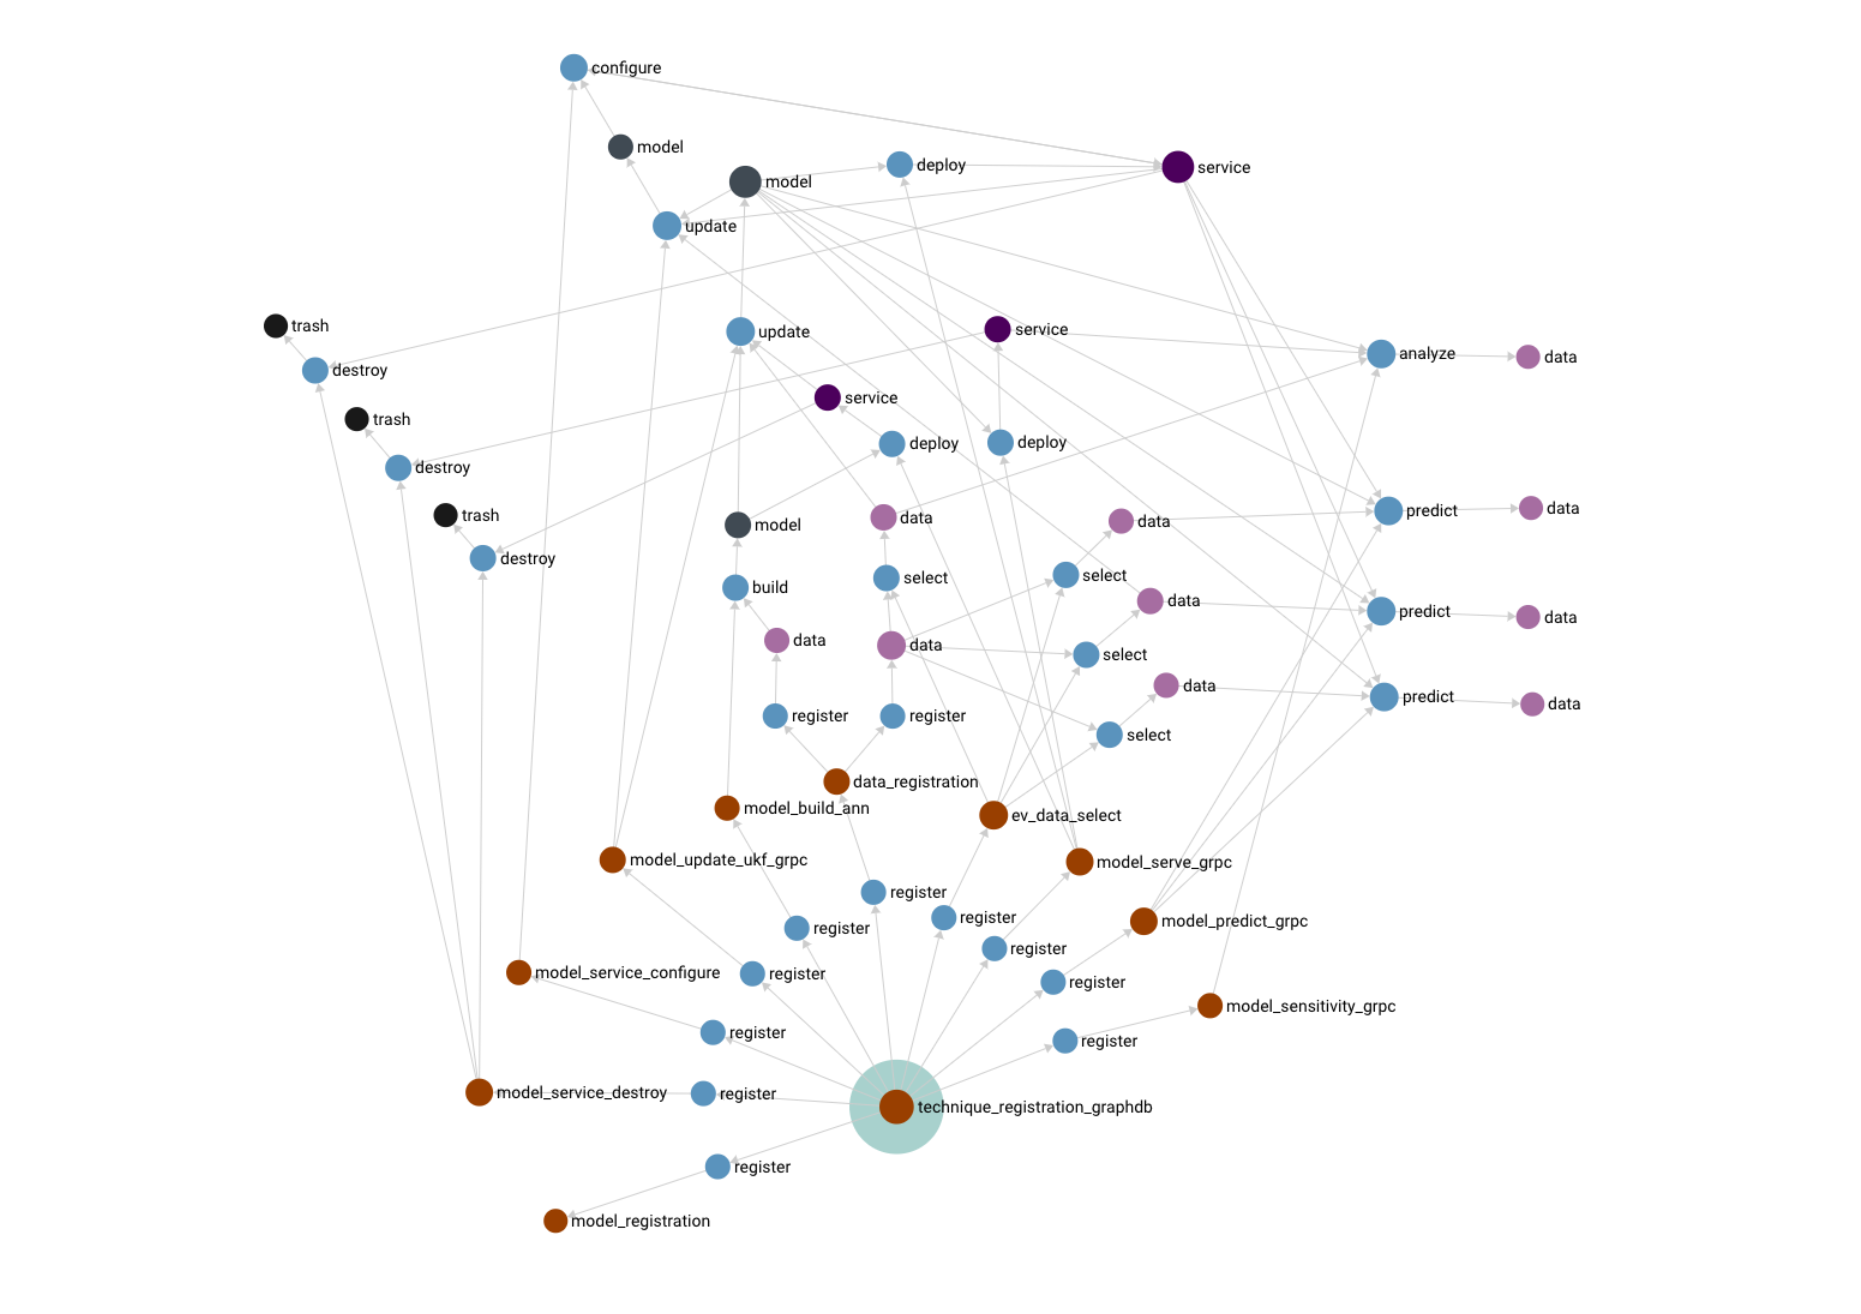 configure
model
model
deploy
service
update
trash
update
service
analyze
data
destroy
service
trash
deploy
deploy
destroy
predict
data
trash
model
data
data
destroy
build
select
select
data
predict
data
data
data
select
data
predict
data
register
register
select
data_registration
model_build_ann
ev_data_select
model_update_ukf_grpc
model_serve_grpc
register
register
model_predict_grpc
register
register
model_service_configure
register
register
model_sensitivity_grpc
register
register
model_service_destroy
register
technique_registration_graphdb
register
model_registration